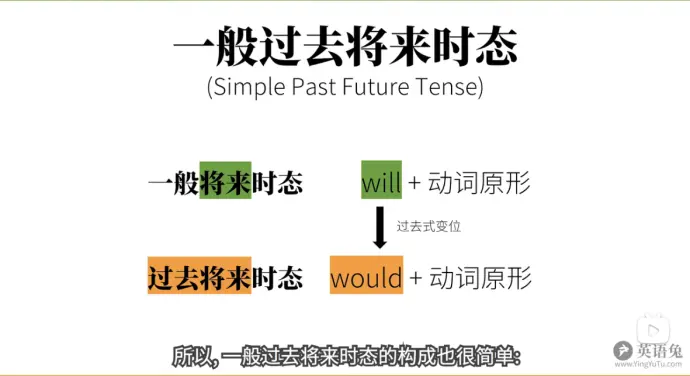 一般过去将来时态
(Simple Past Future Tense)
一般将来时态 will + 动词原形
过去式变位
过去将来时态 would + 动词原形
所以, 一般过去将来时态的构成也很简单:
英语兔
www.YingYuTu.com